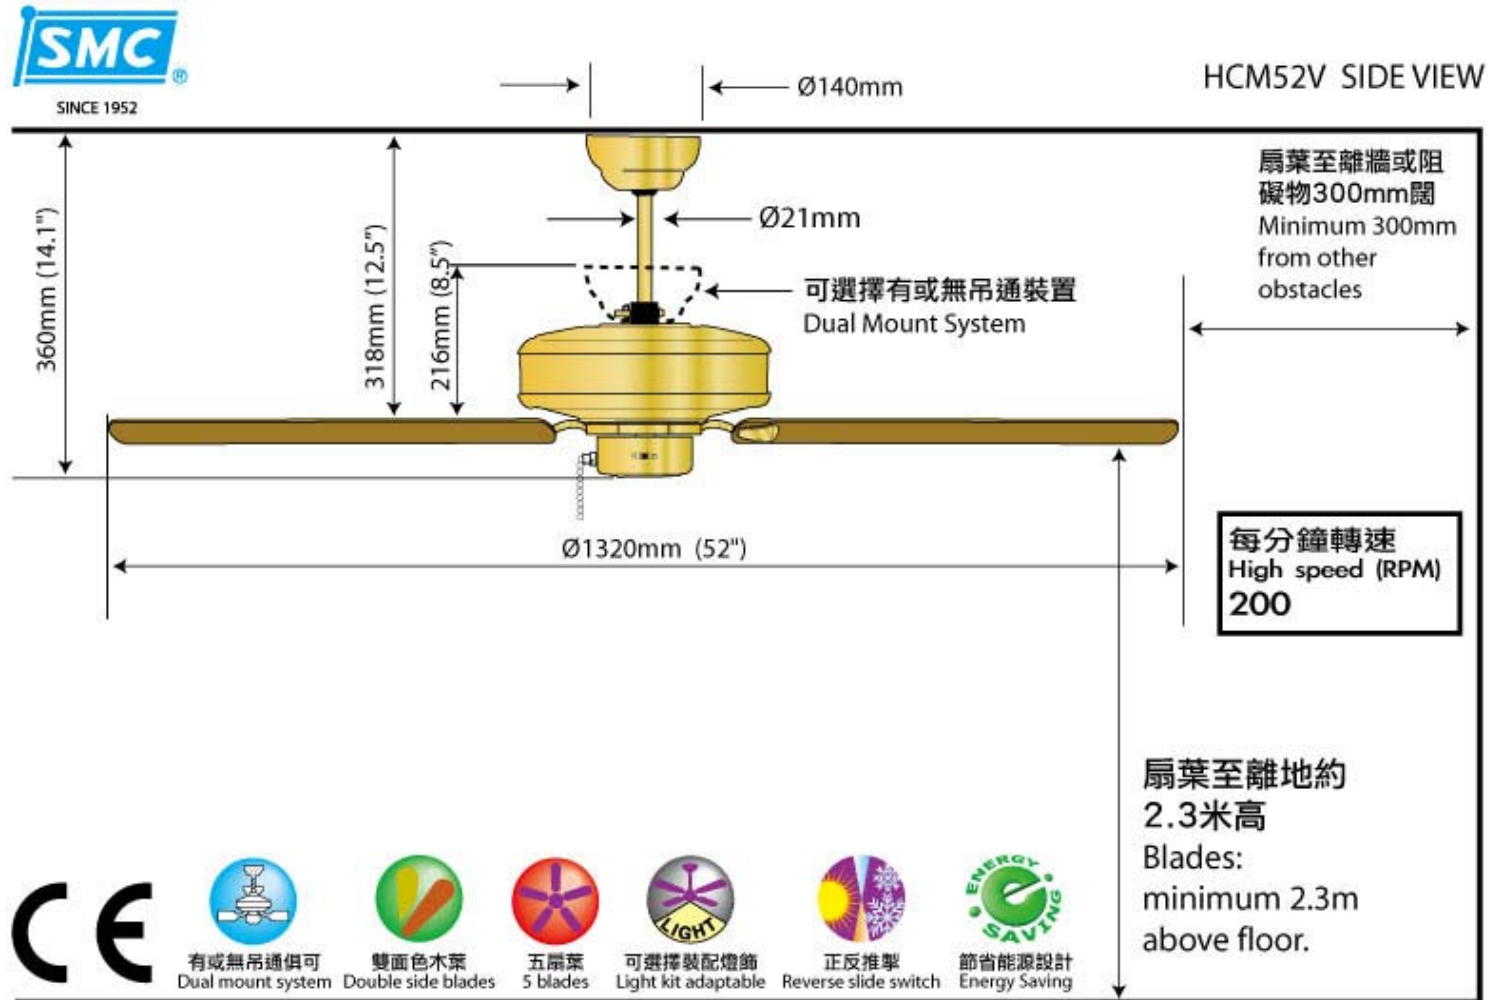 SMC
®
SINCE 1952
HCM52V SIDE VIEW
Ø140mm
扇葉至離牆或阻
礙物300mm闊
Minimum 300mm
from other
obstacles
Ø21mm
360mm (14.1")
318mm (12.5")
216mm (8.5")
可選擇有或無吊通裝置
Dual Mount System
Ø1320mm (52")
每分鐘轉速
High speed (RPM)
200
扇葉至離地約
2.3米高
Blades:
minimum 2.3m
above floor.
CE
有或無吊通俱可
Dual mount system
雙面色木葉
Double side blades
五扇葉
5 blades
LIGHT
可選擇裝配燈飾
Light kit adaptable
正反推掣
Reverse slide switch
ENERGY
SAVING
節省能源設計
Energy Saving